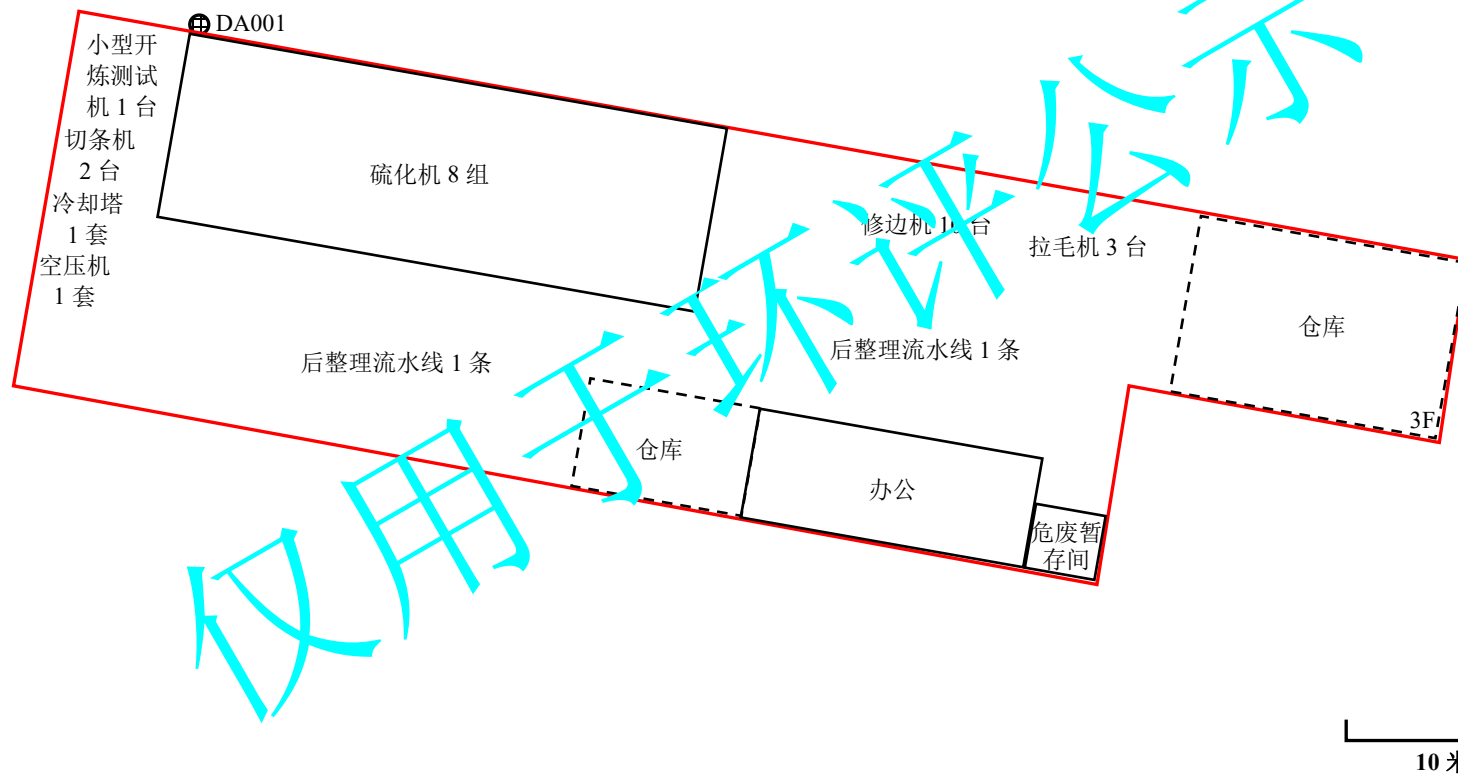 DA001
小型开
炼测试
机 1 台
切条机
2 台
冷却塔
1 套
空压机
1 套
硫化机 8 组
修边机 10 台
拉毛机 3 台
仓库
3F
后整理流水线 1 条
后整理流水线 1 条
仓库
办公
危废暂
存间
仅用于环评公示
10 米